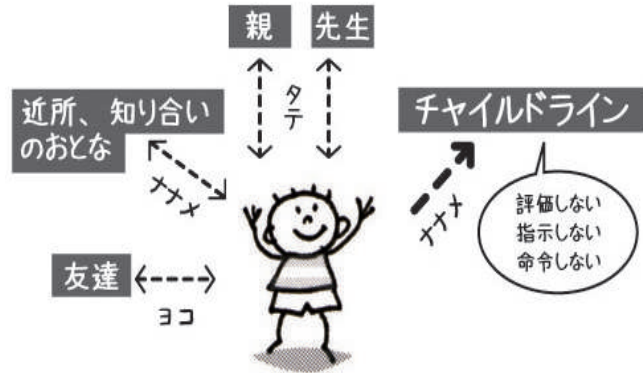 親
先生
タテ
近所、知り合い
のおとな
ナナメ
チャイルドライン
ナナメ
評価しない
指示しない
命令しない
友達
ヨコ